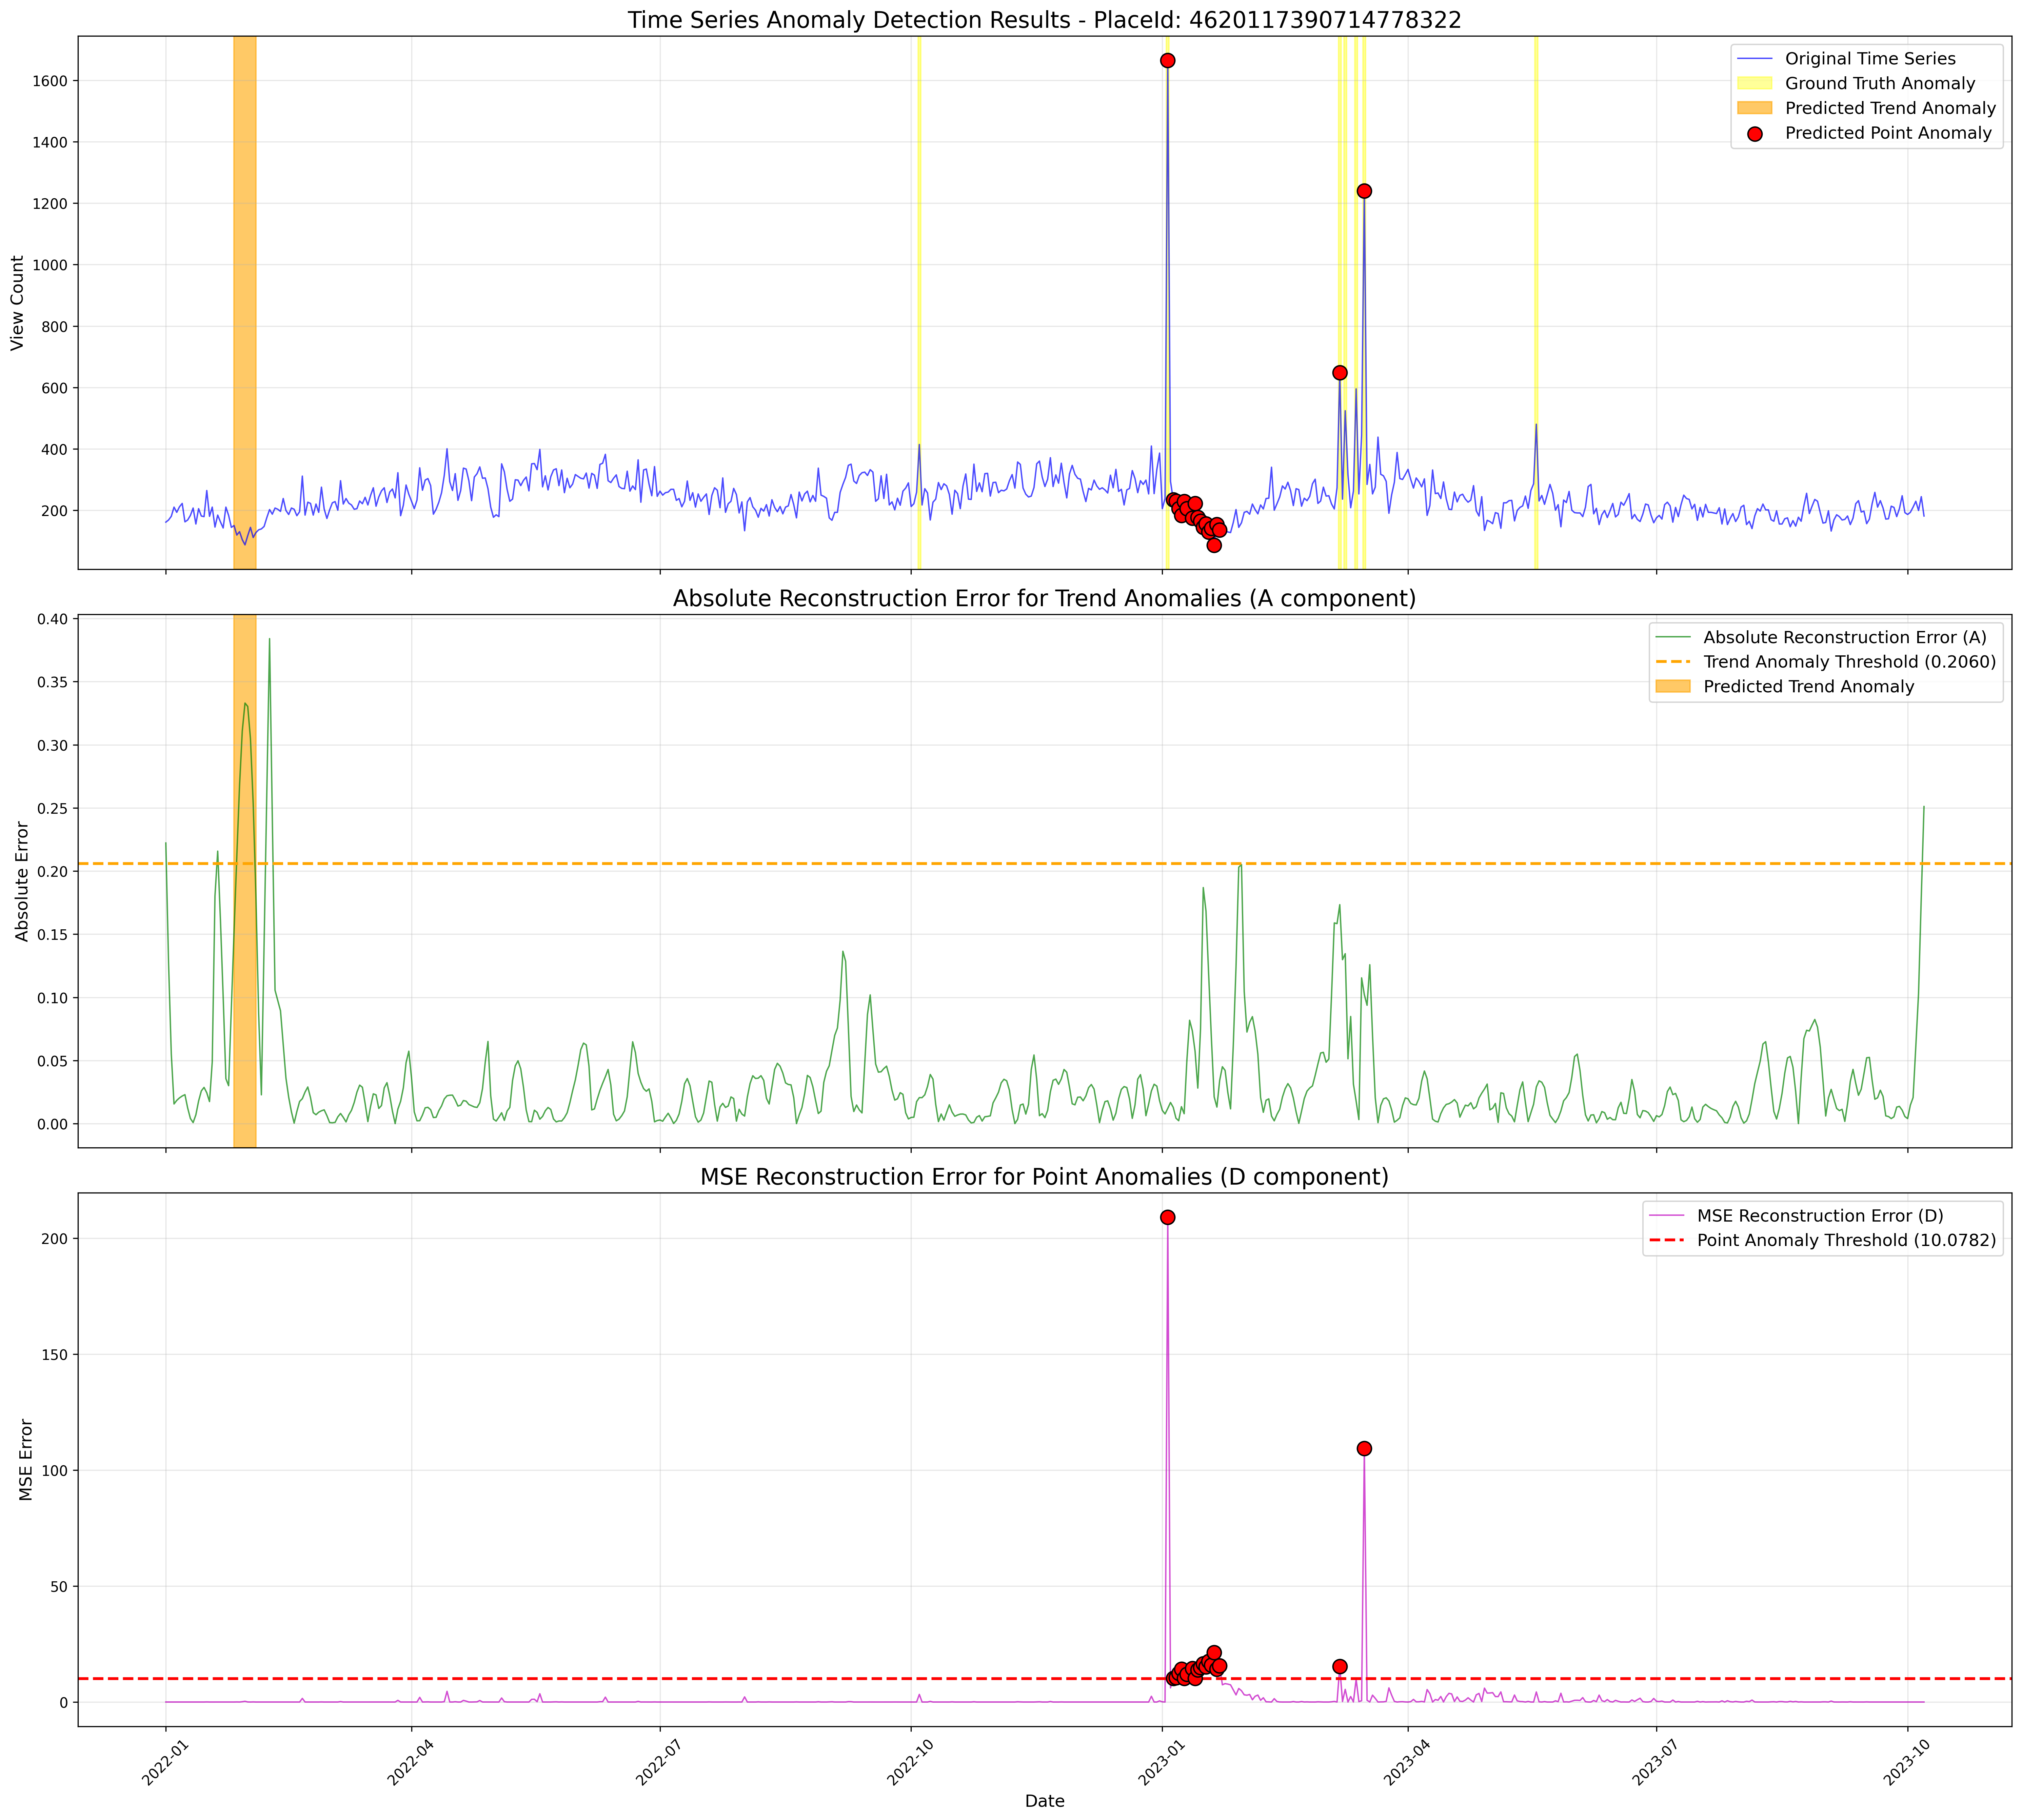 Time Series Anomaly Detection Results - PlaceId: 4620117390714778322
View Count
1600
1400
1200
1000
800
600
400
200
Original Time Series
Ground Truth Anomaly
Predicted Trend Anomaly
Predicted Point Anomaly
Absolute Reconstruction Error for Trend Anomalies (A component)
Absolute Error
0.40
0.35
0.30
0.25
0.20
0.15
0.10
0.05
0.00
Absolute Reconstruction Error (A)
Trend Anomaly Threshold (0.2060)
Predicted Trend Anomaly
MSE Reconstruction Error for Point Anomalies (D component)
MSE Error
200
150
100
50
0
MSE Reconstruction Error (D)
Point Anomaly Threshold (10.0782)
2022-01
2022-04
2022-07
2022-10
2023-01
2023-04
2023-07
2023-10
Date